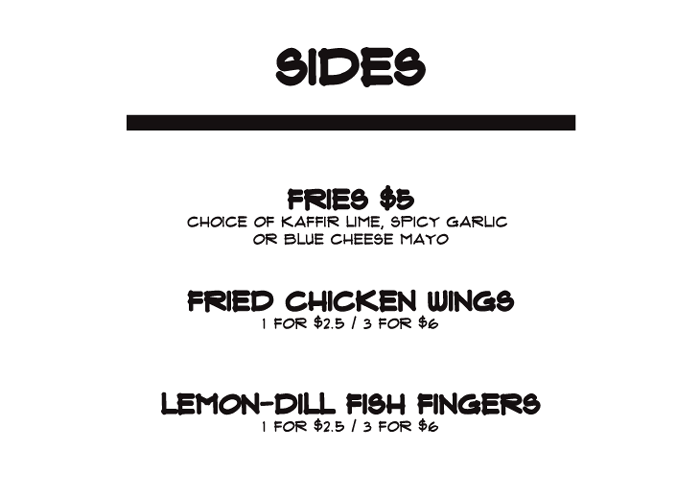 SIDES
FRIES $5
CHOICE OF KAFFIR LIME, SPICY GARLIC
OR BLUE CHEESE MAYO
FRIED CHICKEN WINGS
1 FOR $2.5 / 3 FOR $6
LEMON-DILL FISH FINGERS
1 FOR $2.5 / 3 FOR $6